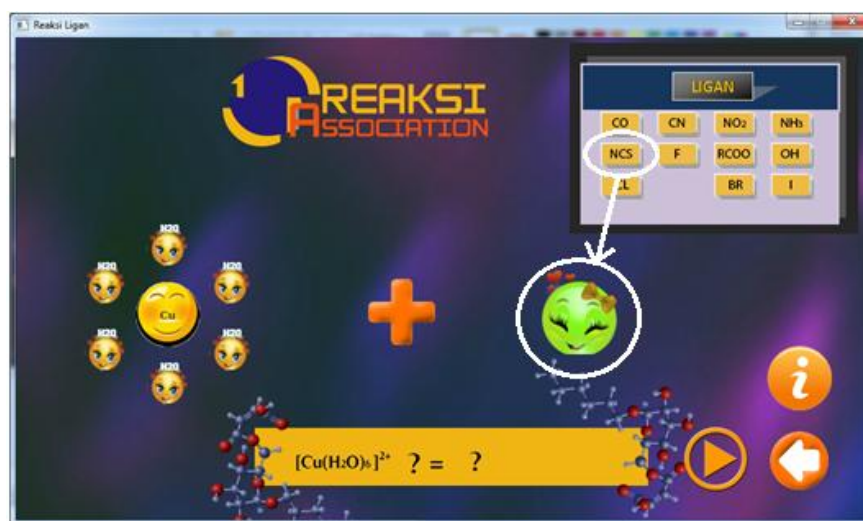 Reaksi Ligan
1
REAKSI
ASSOCIATION
LIGAN
CO CN NO2 NH3
NCS F RCOO OH
CL BR I
H2O
H2O H2O
Cu
H2O H2O
H2O
i
[Cu(H2O)6]2+ ? = ?